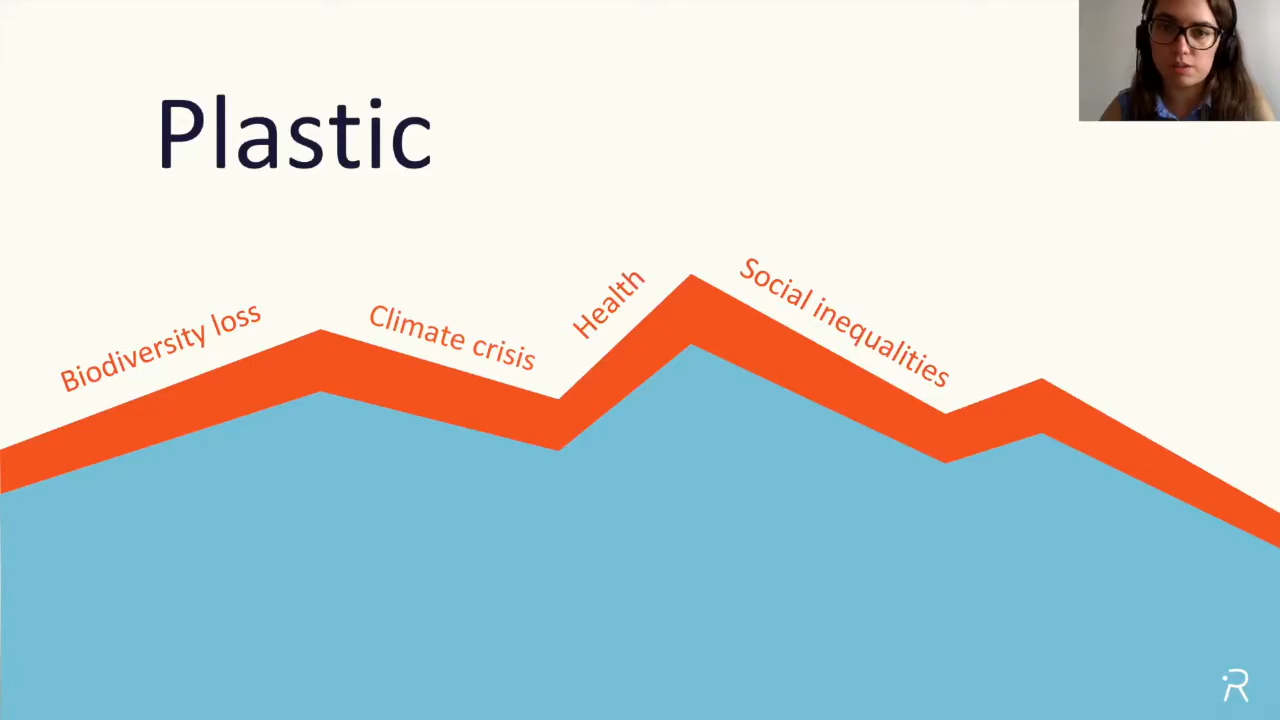 Plastic
Biodiversity loss
Climate crisis
Health
Social inequalities